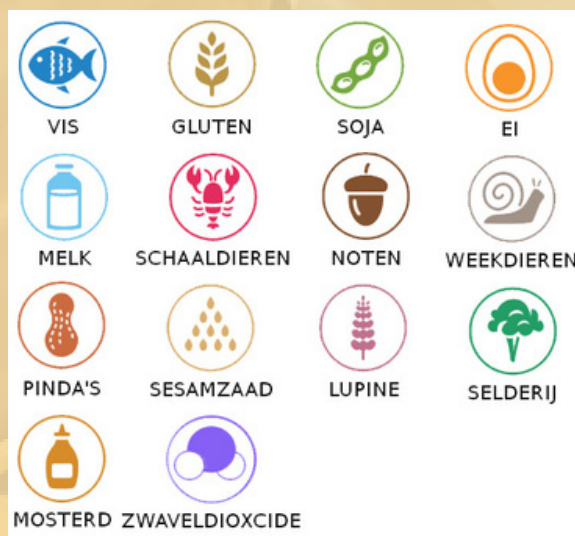 VIS GLUTEN SOJA EI
MELK SCHAALDIEREN NOTEN WEEKDIEREN
PINDA'S SESAMZAAD LUPINE SELDERIJ
MOSTERD ZWAVELDIOXCIDE